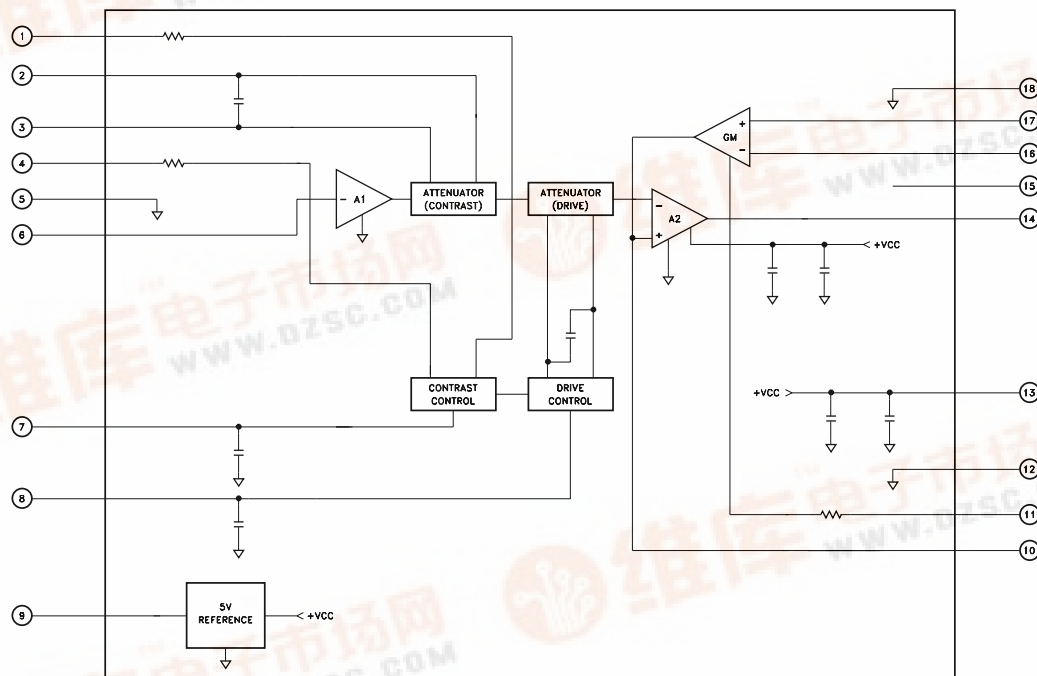 1
2
3
4
5
6
7
8
9
A1
-
ATTENUATOR
(CONTRAST)
ATTENUATOR
(DRIVE)
GM
+
-
A2
-
+
+VCC
18
17
16
15
14
+VCC
13
12
11
10
CONTRAST
CONTROL
DRIVE
CONTROL
5V
REFERENCE
+VCC
维库电子市场网
WWW.DZSC.COM